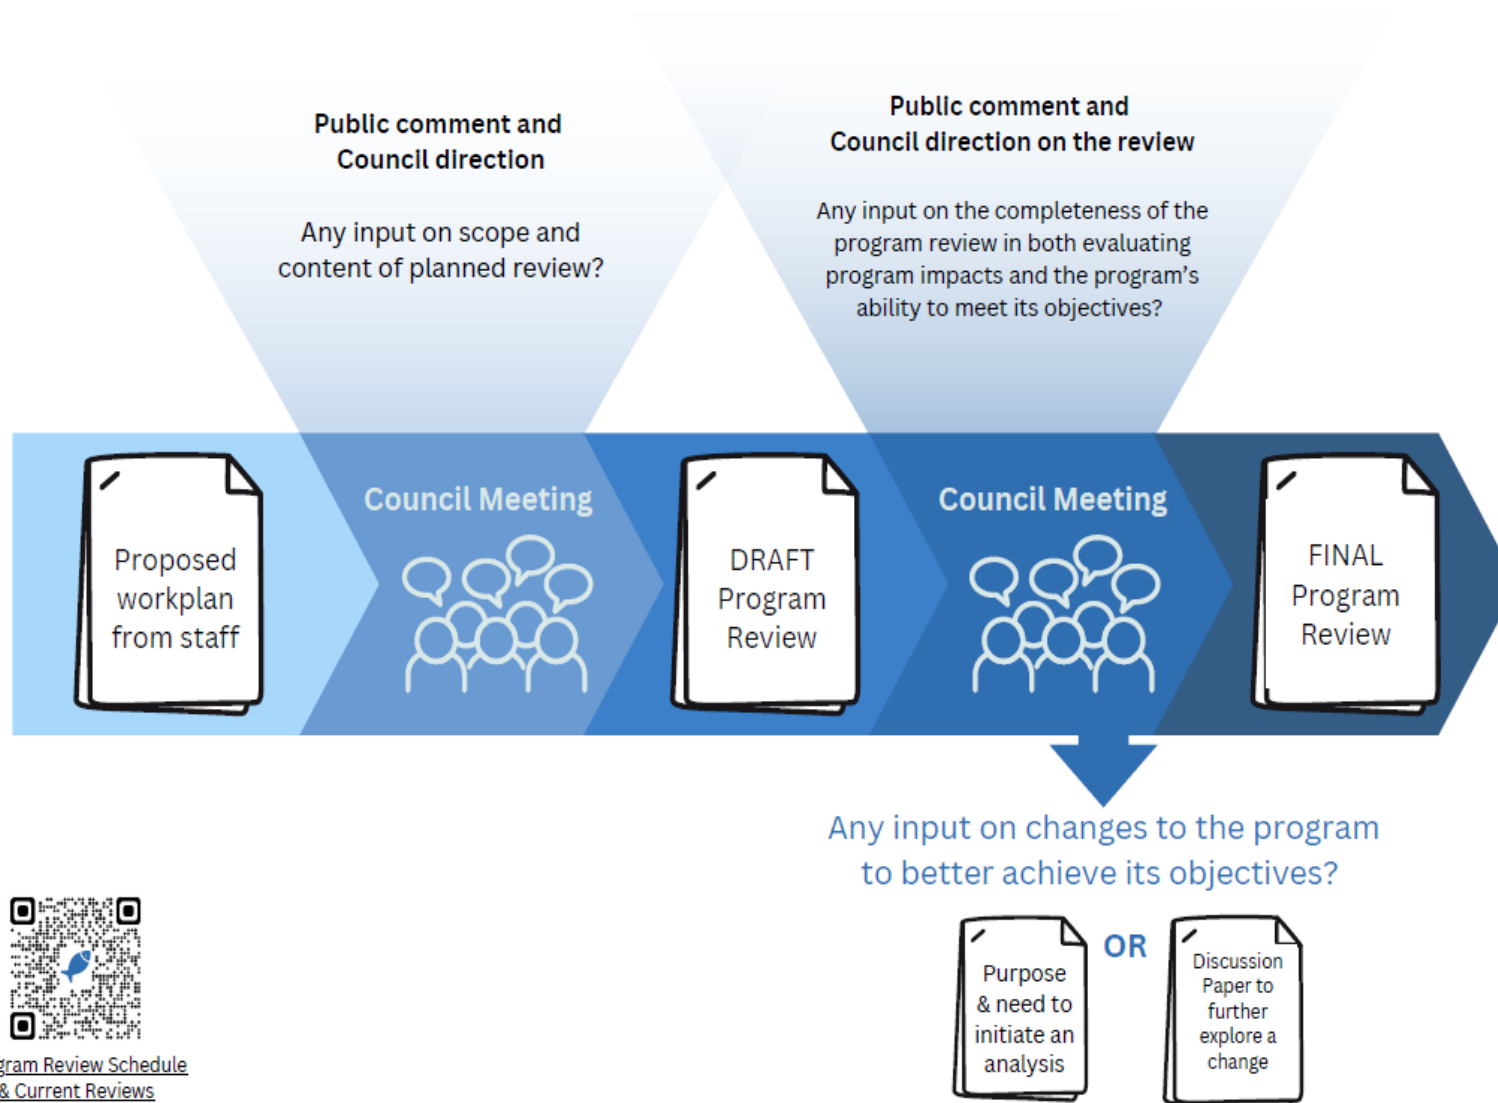 Public comment and
Council direction
Any input on scope and
content of planned review?
Public comment and
Council direction on the review
Any input on the completeness of the
program review in both evaluating
program impacts and the program's
ability to meet its objectives?
Proposed
workplan
from staff
Council Meeting
DRAFT
Program
Review
Council Meeting
FINAL
Program
Review
Any input on changes to the program
to better achieve its objectives?
Purpose
& need to
initiate an
analysis
OR
Discussion
Paper to
further
explore a
change
gram Review Schedule
& Current Reviews